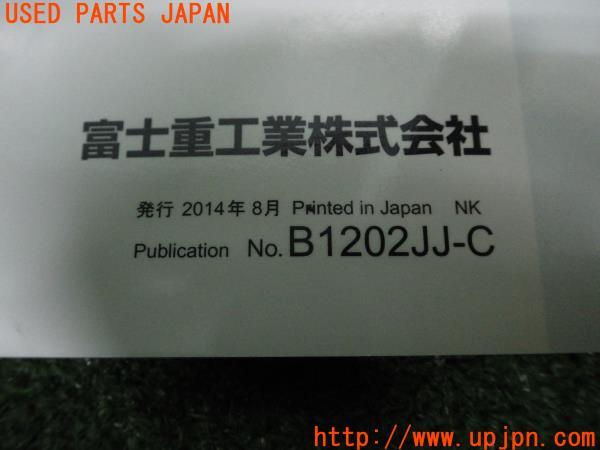 USED PARTS JAPAN
富士重工業株式会社
発行 2014年 8月 Printed in Japan NK
Publication No. B1202JJ-C
http://www.upjpn.com/